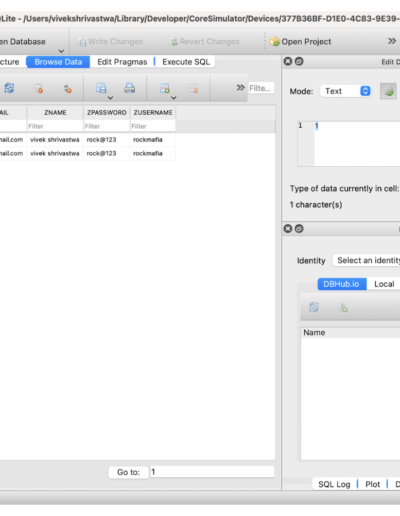 QLite - /Users/vivekshrivastwa/Library/Developer/CoreSimulator/Devices/377B36BF-D1E0-4C83-9E39-
en Database Write Changes Revert Changes Open Project »
cture Browse Data Edit Pragmas Execute SQL Edit D
» Filte...
Mode: Text
AIL ZNAME ZPASSWORD ZUSERNAME
Filter Filter Filter
nail.com vivek shrivastwa rock@123 rockmafia
nail.com vivek shrivastwa rock@123 rockmafia
1 1
Type of data currently in cell:
1 character(s)
Identity Select an identity
DBHub.io Local
Name
Go to: 1
SQL Log Plot D